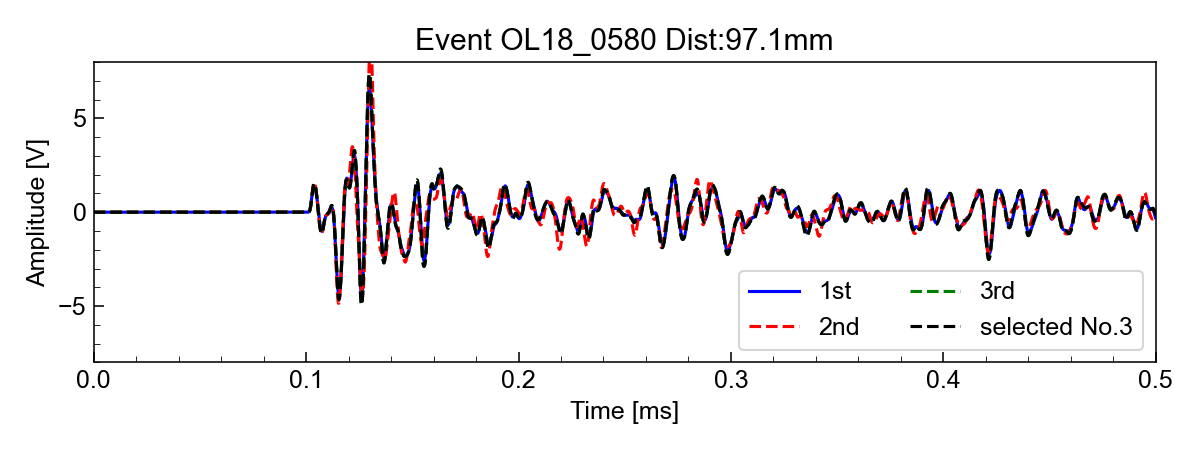 Event OL18_0580 Dist:97.1mm
Amplitude [V]
5
0
−5
1st
2nd
3rd
selected No.3
0.0 0.1 0.2 0.3 0.4 0.5
Time [ms]